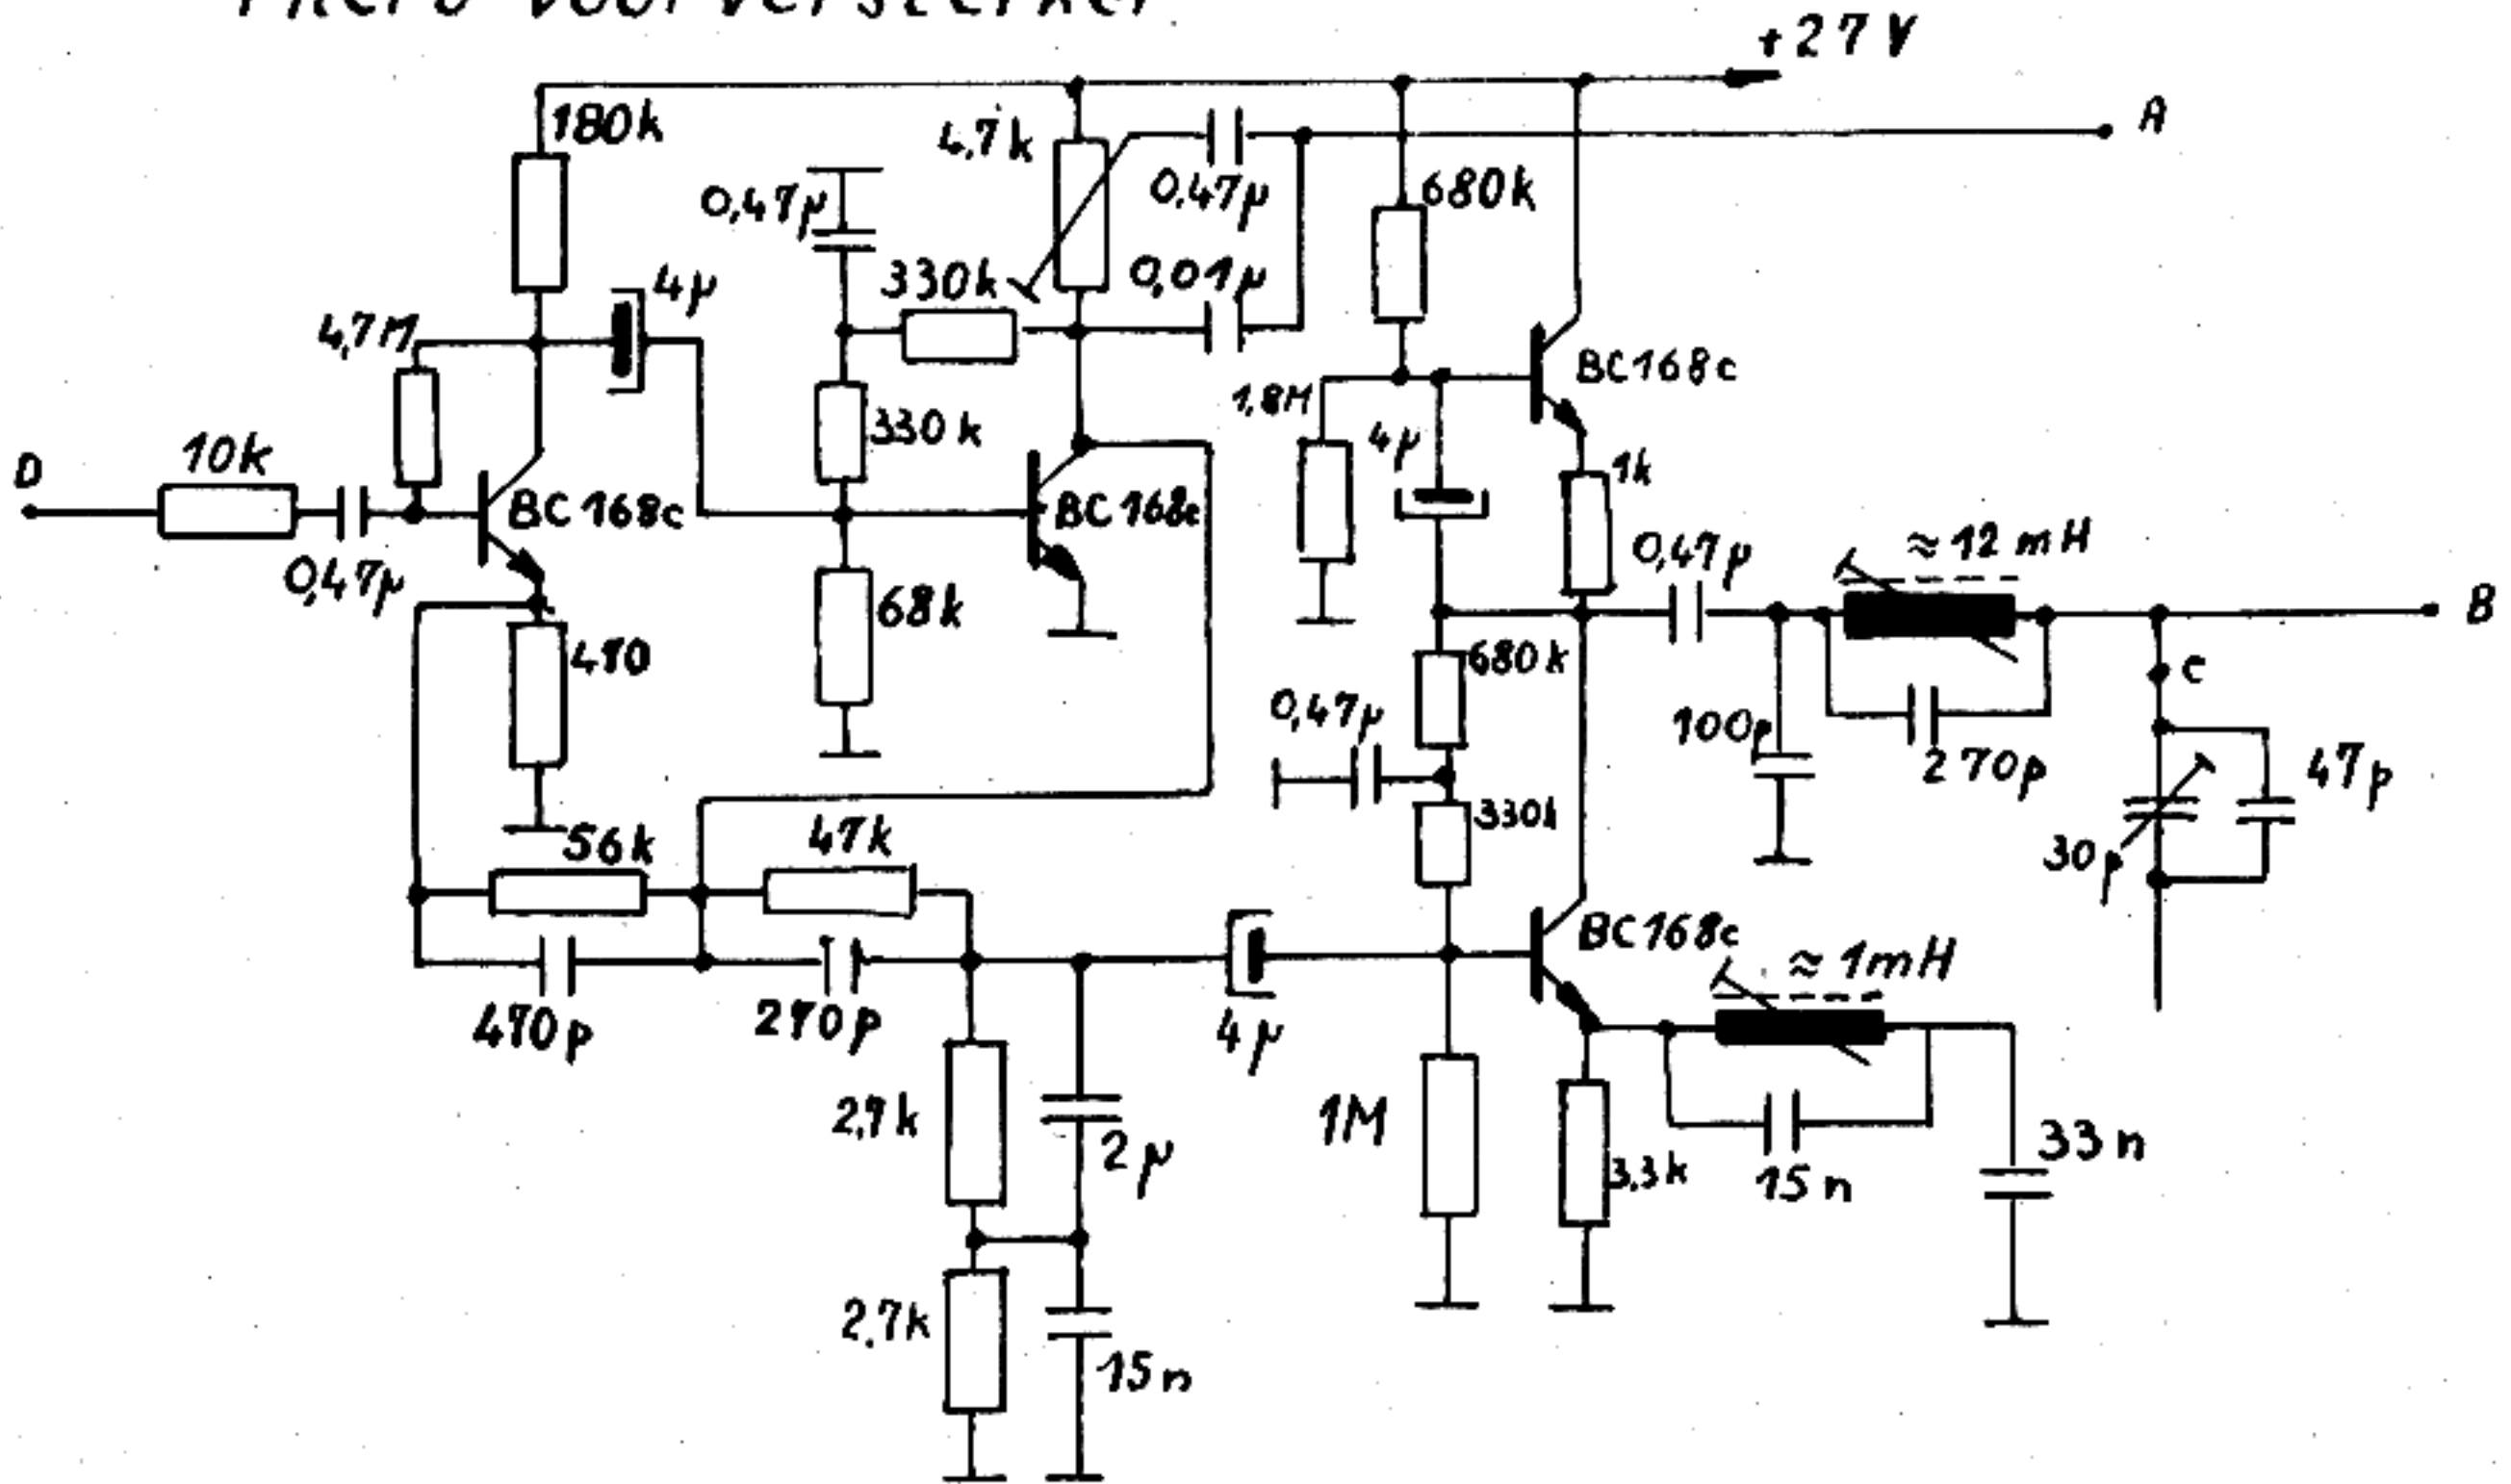 +27 V
180k
4,7k
A
0,47µ
0,47µ
680k
4µ
330k
0,01µ
4,7M
BC168c
1,8M
330k
4µ
1k
D
10k
BC168c
BC168c
0,47µ
≈12 mH
0,47µ
68k
B
470
680k
c
0,47µ
100p
270p
47p
330k
56k
47k
30p
BC168c
≈1mH
470p
270p
4µ
2,7k
2µ
1M
3,3k
15n
33n
2,7k
15n